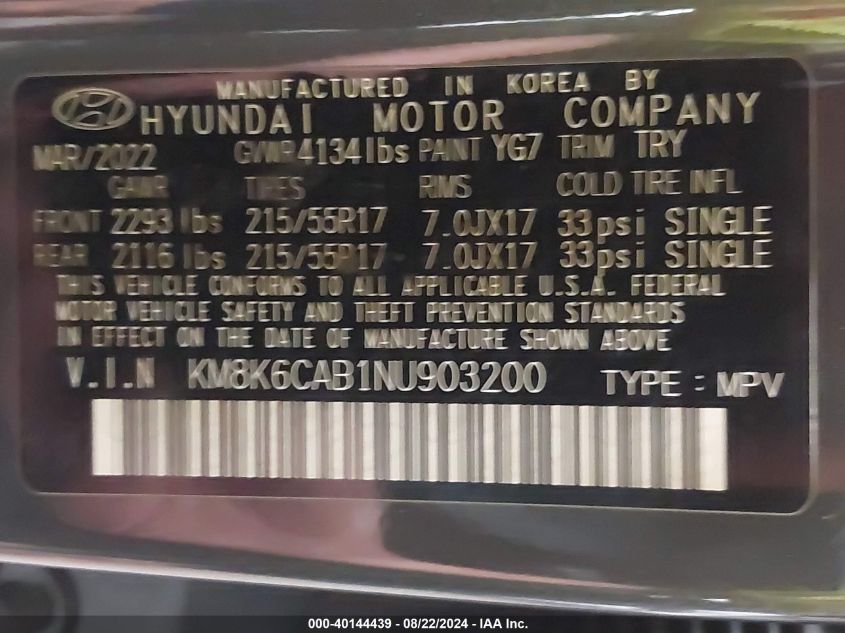 MANUFACTURED IN KOREA BY
HYUNDAI MOTOR COMPANY
MAR/2022 GVWR 4134lbs PAINT YG7 TRIM TRY
GAWR TIRES RIMS COLD TIRE INFL
FRONT 2293 lbs 215/55R17 7.0JX17 33psi SINGLE
REAR 2116 lbs 215/55R17 7.0JX17 33psi SINGLE
THIS VEHICLE CONFORMS TO ALL APPLICABLE U.S.A. FEDERAL
MOTOR VEHICLE SAFETY AND THEFT PREVENTION STANDARDS
IN EFFECT ON THE DATE OF MANUFACTURE SHOWN ABOVE
V.I.N KM8K6CAB1NU903200 TYPE : MPV
000-40144439 - 08/22/2024 - IAA Inc.